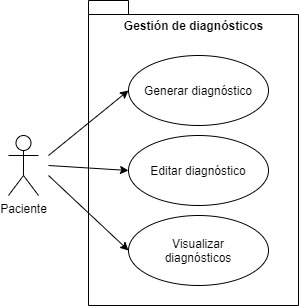 Gestión de diagnósticos
Generar diagnóstico
Editar diagnóstico
Paciente
Visualizar
diagnósticos